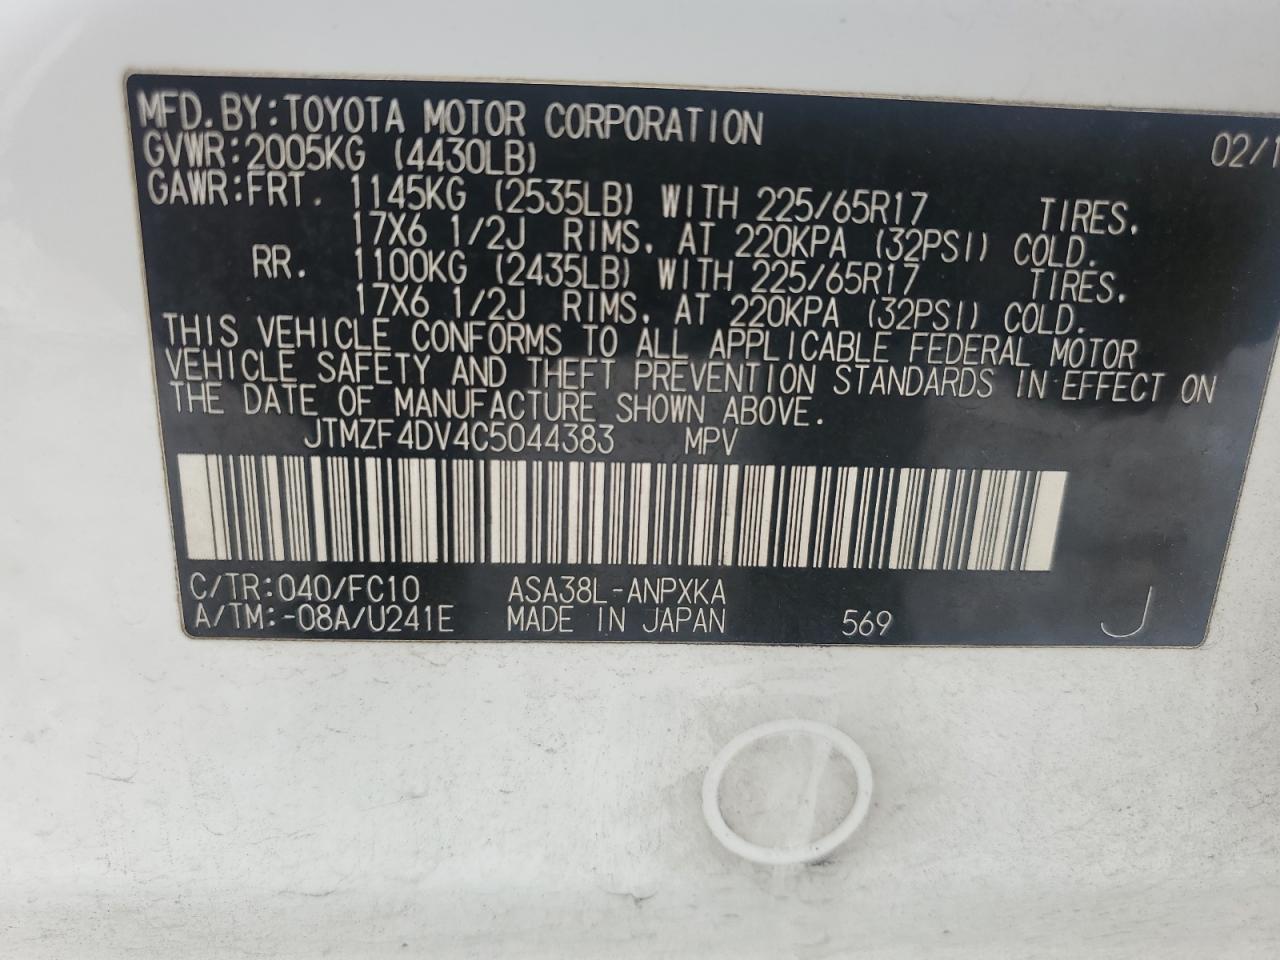 MFD. BY: TOYOTA MOTOR CORPORATION 02/1
GVWR: 2005KG (4430LB)
GAWR: FRT. 1145KG (2535LB) WITH 225/65R17 TIRES,
17X6 1/2J RIMS, AT 220KPA (32PSI) COLD.
RR. 1100KG (2435LB) WITH 225/65R17 TIRES,
17X6 1/2J RIMS, AT 220KPA (32PSI) COLD.
THIS VEHICLE CONFORMS TO ALL APPLICABLE FEDERAL MOTOR
VEHICLE SAFETY AND THEFT PREVENTION STANDARDS IN EFFECT ON
THE DATE OF MANUFACTURE SHOWN ABOVE.
JTMZF4DV4C5044383 MPV
C/TR: 040/FC10 ASA38L-ANPXKA
A/TM: -08A/U241E MADE IN JAPAN 569 J